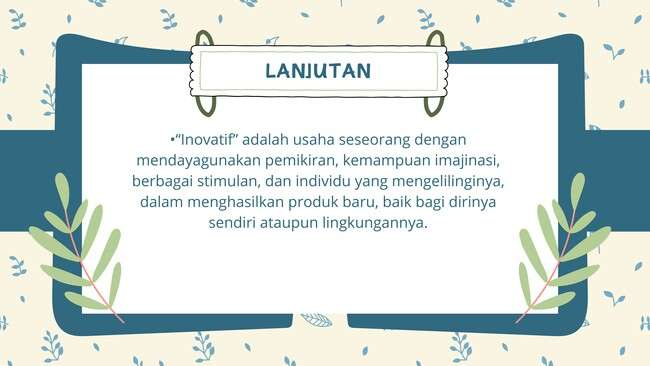 LANJUTAN
•“Inovatif” adalah usaha seseorang dengan
mendayagunakan pemikiran, kemampuan imajinasi,
berbagai stimulan, dan individu yang mengelilinginya,
dalam menghasilkan produk baru, baik bagi dirinya
sendiri ataupun lingkungannya.